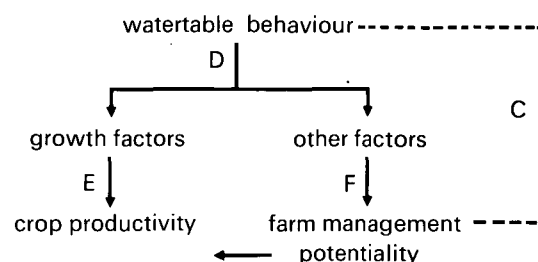 watertable behaviour
D
C
growth factors other factors
E F
crop productivity farm management
potentiality